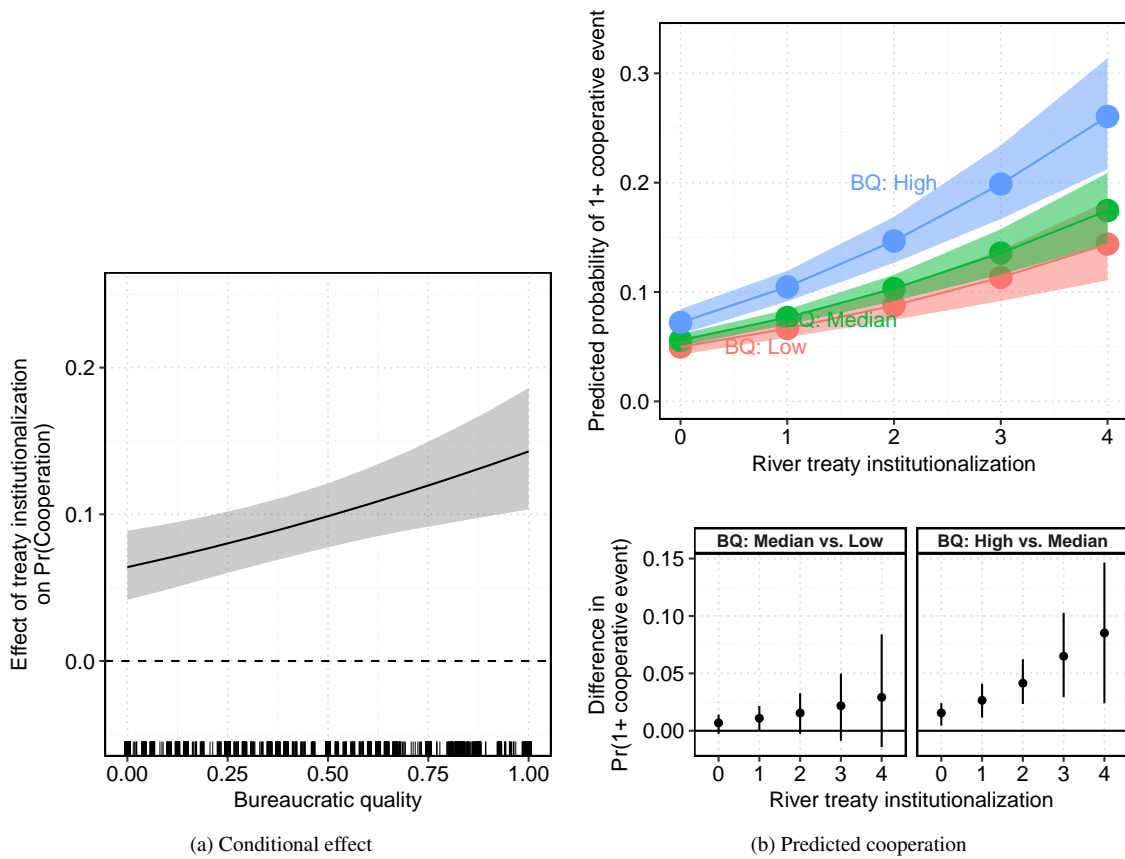 Effect of treaty institutionalization
on Pr(Cooperation)
0.2
0.1
0.0
0.00 0.25 0.50 0.75 1.00
Bureaucratic quality
(a) Conditional effect
Predicted probability of 1+ cooperative event
0.3
0.2
0.1
0.0
BQ: High
BQ: Median
BQ: Low
0 1 2 3 4
River treaty institutionalization
Difference in
Pr(1+ cooperative event)
BQ: Median vs. Low BQ: High vs. Median
0.15
0.10
0.05
0.00
0 1 2 3 4 0 1 2 3 4
River treaty institutionalization
(b) Predicted cooperation